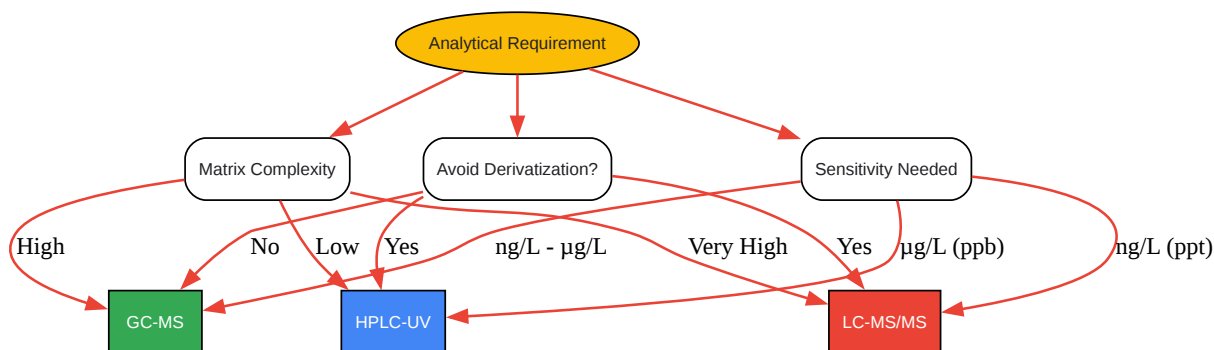 Analytical Requirement
Matrix Complexity
Avoid Derivatization?
Sensitivity Needed
High
No
Low
Yes
ng/L - µg/L
Very High
Yes
µg/L (ppb)
ng/L (ppt)
GC-MS
HPLC-UV
LC-MS/MS